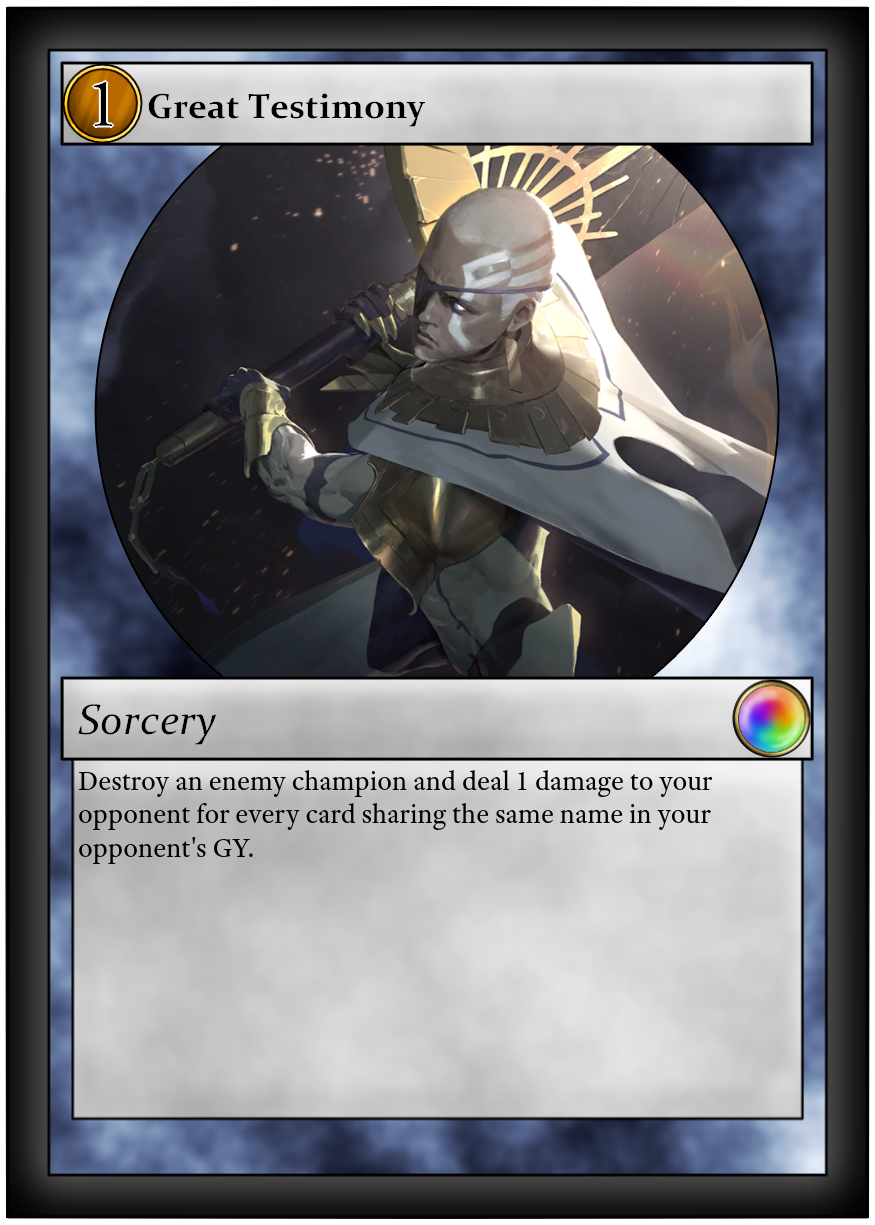 1 Great Testimony
Sorcery
Destroy an enemy champion and deal 1 damage to your
opponent for every card sharing the same name in your
opponent's GY.